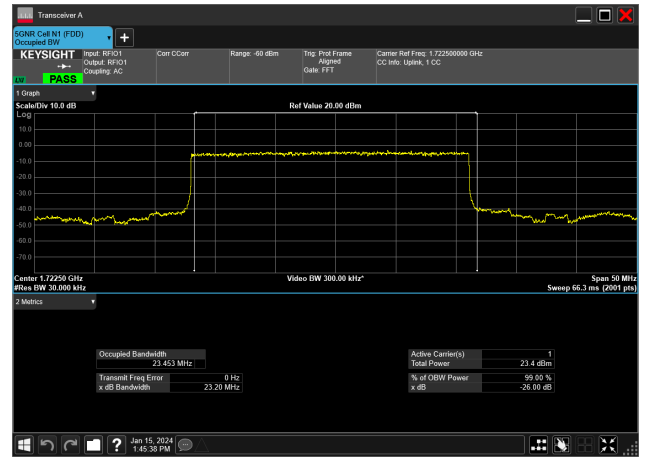 Transceiver A
5GNR Cell N1 (FDD)
Occupied BW
KEYSIGHT Input: RFIO1 Corr CCorr Range: -60 dBm Trig: Prot Frame Carrier Ref Freq: 1.722500000 GHz
Output: RFIO1 Aligned CC Info: Uplink, 1 CC
Coupling: AC Gate: FFT
LXI PASS
1 Graph
Scale/Div 10.0 dB Ref Value 20.00 dBm
Log
10.0
0.00
-10.0
-20.0
-30.0
-40.0
-50.0
-60.0
-70.0
Center 1.72250 GHz Video BW 300.00 kHz* Span 50 MHz
#Res BW 30.000 kHz Sweep 66.3 ms (2001 pts)
2 Metrics
Occupied Bandwidth Active Carrier(s) 1
23.453 MHz Total Power 23.4 dBm
Transmit Freq Error 0 Hz % of OBW Power 99.00 %
x dB Bandwidth 23.20 MHz x dB -26.00 dB
Jan 15, 2024
1:45:38 PM